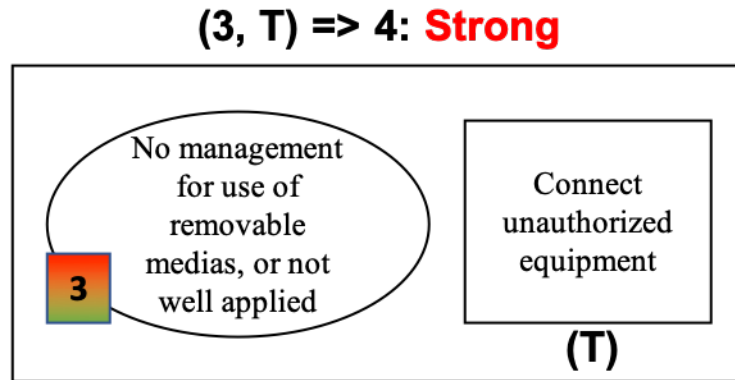 (3, T) => 4: Strong
No management
for use of
removable
medias, or not
well applied
3
Connect
unauthorized
equipment
(T)